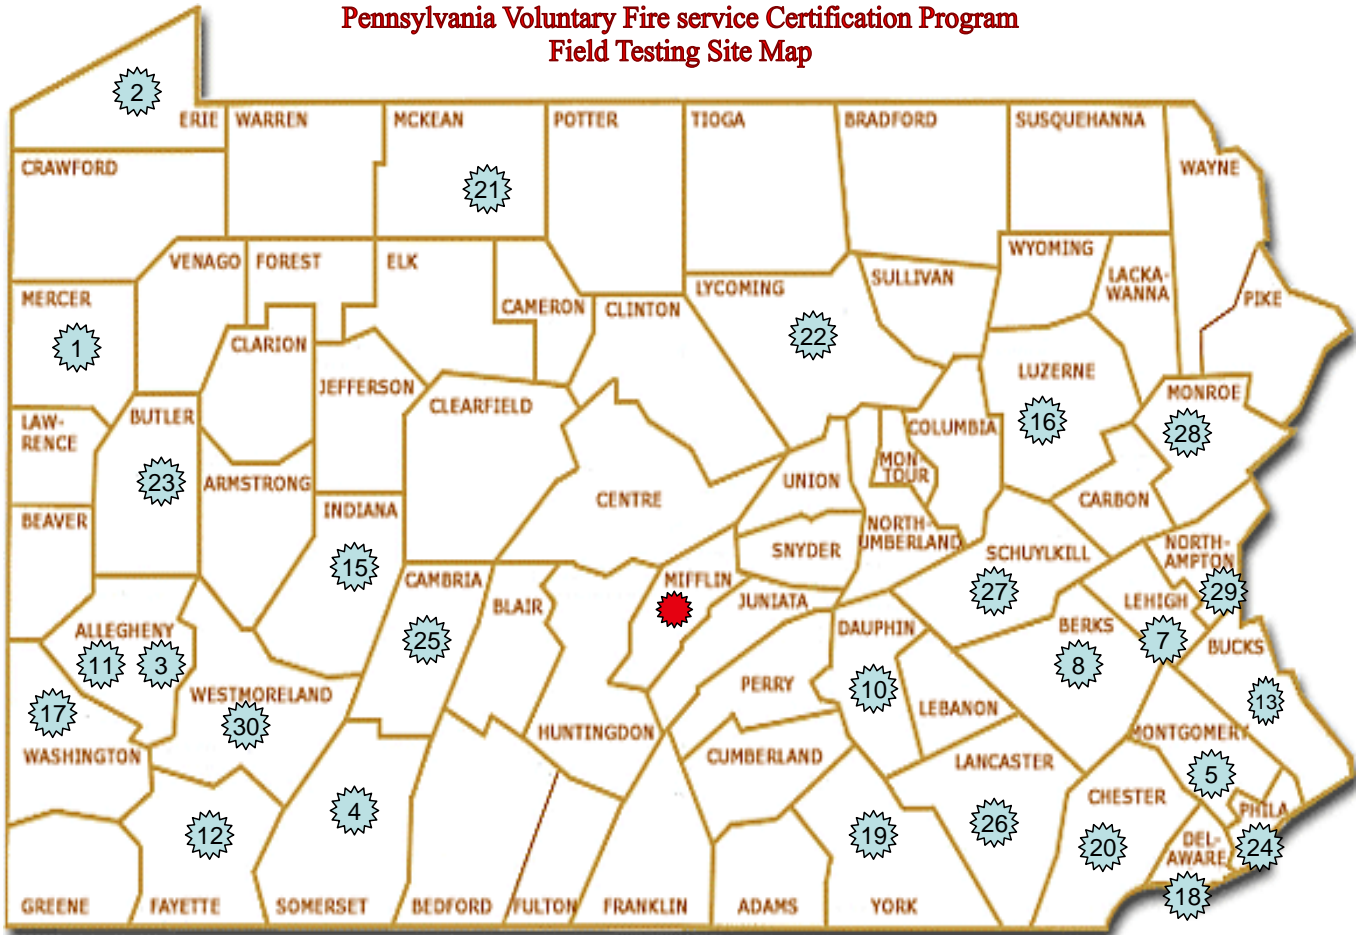 Pennsylvania Voluntary Fire service Certification Program
Field Testing Site Map
2
ERIE
WARREN
MCKEAN
POTTER
TIOGA
BRADFORD
SUSQUEHANNA
WAYNE
CRAWFORD
21
VENAGO
FOREST
ELK
WYOMING
LACKA-
WANNA
SULLIVAN
LYCOMING
PIKE
MERCER
CAMERON
CLINTON
1
CLARION
22
JEFFERSON
LUZERNE
MONROE
CLEARFIELD
LAW-
RENCE
BUTLER
COLUMBIA
16
28
MON-
TOUR
23
ARMSTRONG
UNION
CENTRE
CARBON
BEAVER
INDIANA
NORTH-
UMBERLAND
SNYDER
SCHUYLKILL
NORTH-
AMPTON
15
CAMBRIA
MIFFLIN
27
29
BLAIR
JUNIATA
LEHIGH
ALLEGHENY
DAUPHIN
BERKS
7
25
BUCKS
11
3
8
WESTMORELAND
PERRY
10
LEBANON
13
17
30
HUNTINGDON
MONTGOMERY
WASHINGTON
CUMBERLAND
LANCASTER
5
CHESTER
4
PHILA
12
19
26
20
DEL-
AWARE
24
18
GREENE
FAYETTE
SOMERSET
BEDFORD
FULTON
FRANKLIN
ADAMS
YORK